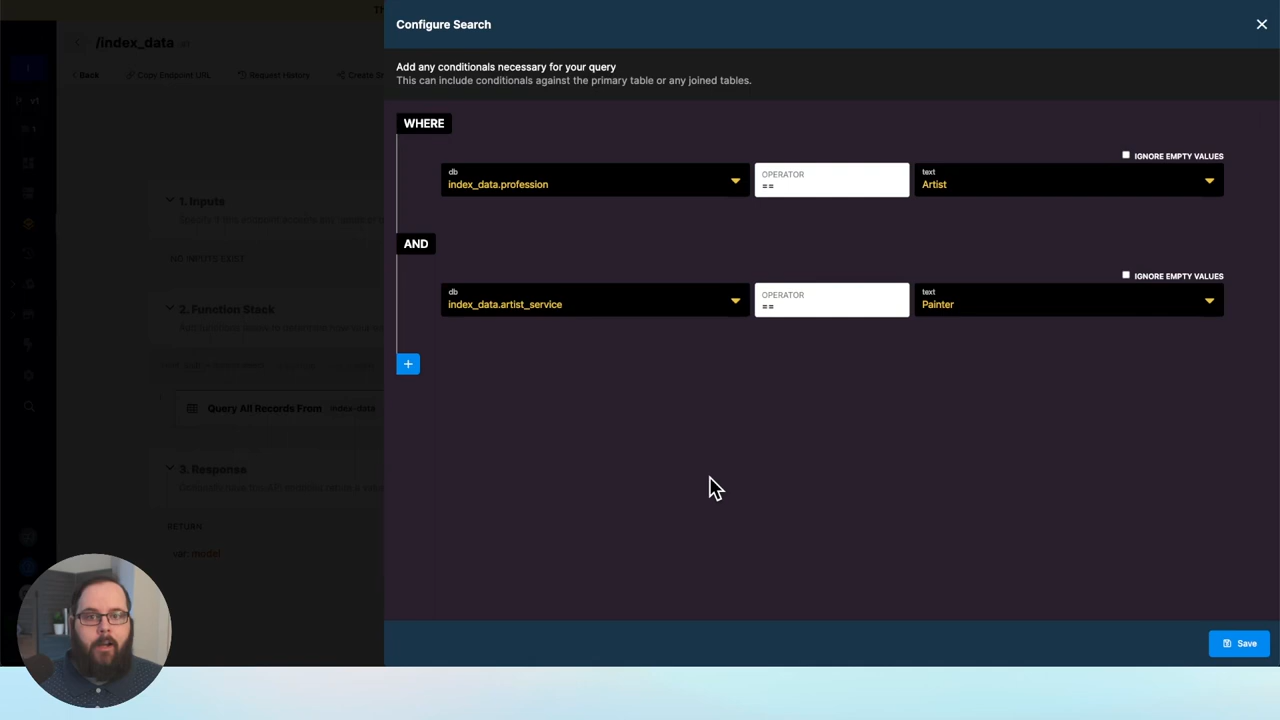 Configure Search
/index_data
Add any conditionals necessary for your query
This can include conditionals against the primary table or any joined tables.
Back
Copy Endpoint URL
Request History
WHERE
IGNORE EMPTY VALUES
db
index_data.profession
OPERATOR
==
text
Artist
1. Inputs
NO INPUTS EXIST
AND
IGNORE EMPTY VALUES
db
index_data.artist_service
OPERATOR
==
text
Painter
2. Function Stack
+
Query All Records From index-data
3. Response
RETURN
val: model
Save